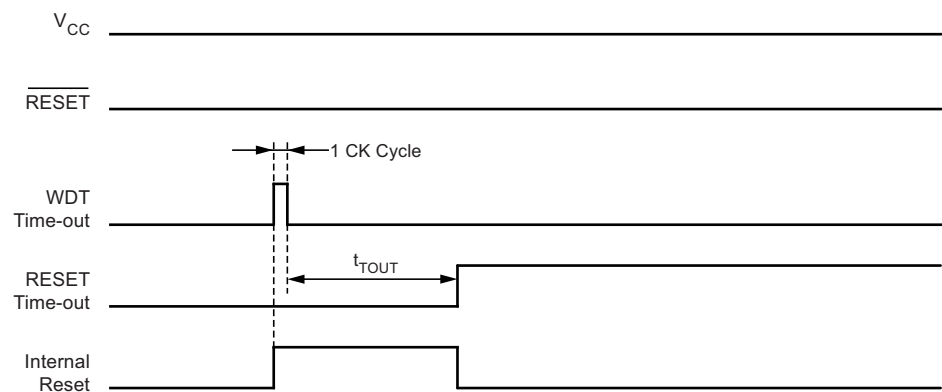 VCC
RESET
1 CK Cycle
WDT
Time-out
tTOUT
RESET
Time-out
Internal
Reset